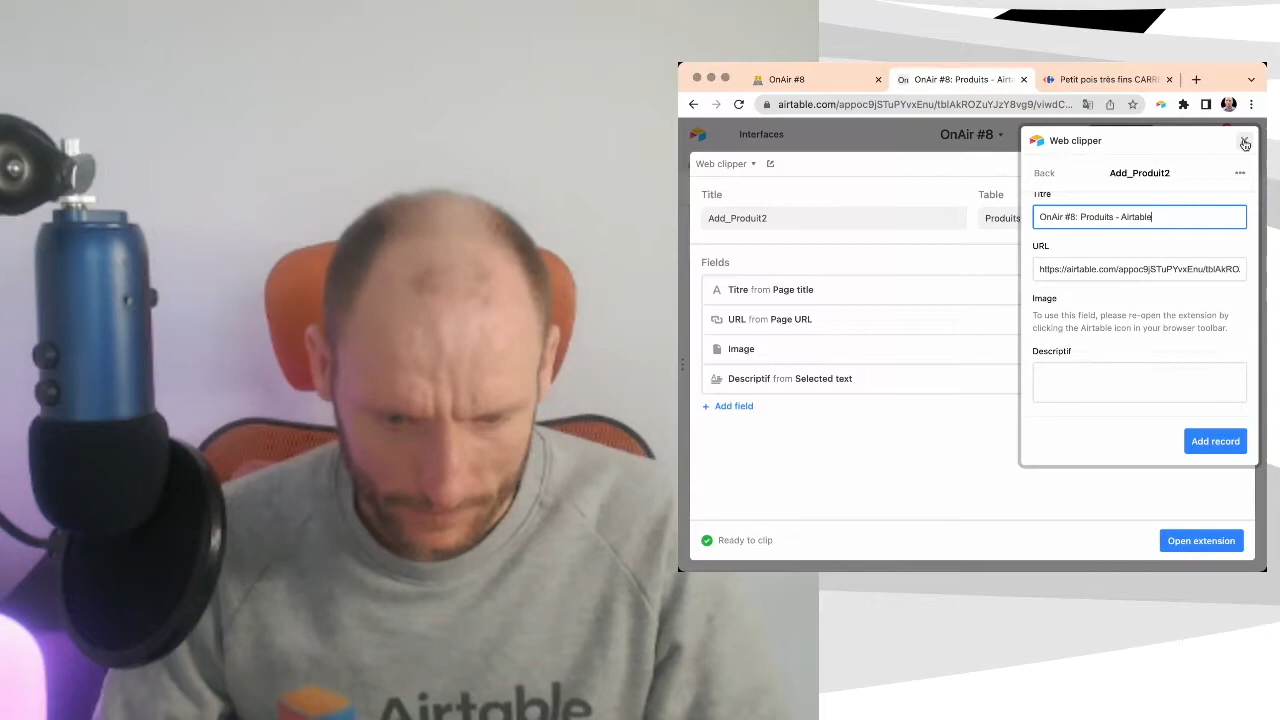 OnAir #8
OnAir #8: Produits - Airta
Petit pois très fins CARR
airtable.com/appoc9jSTuPYvxEnu/tblAkROZuYJzY8vg9/viwdC...
Interfaces
OnAir #8
Web clipper
Title
Table
Add_Produit2
Produits
Fields
Titre from Page title
URL from Page URL
Image
Descriptif from Selected text
+ Add field
Ready to clip
Open extension
Web clipper
Back
Add_Produit2
Titre
OnAir #8: Produits - Airtable
URL
https://airtable.com/appoc9jSTuPYvxEnu/tblAkRO
Image
To use this field, please re-open the extension by
clicking the Airtable icon in your browser toolbar.
Descriptif
Add record
Airtable